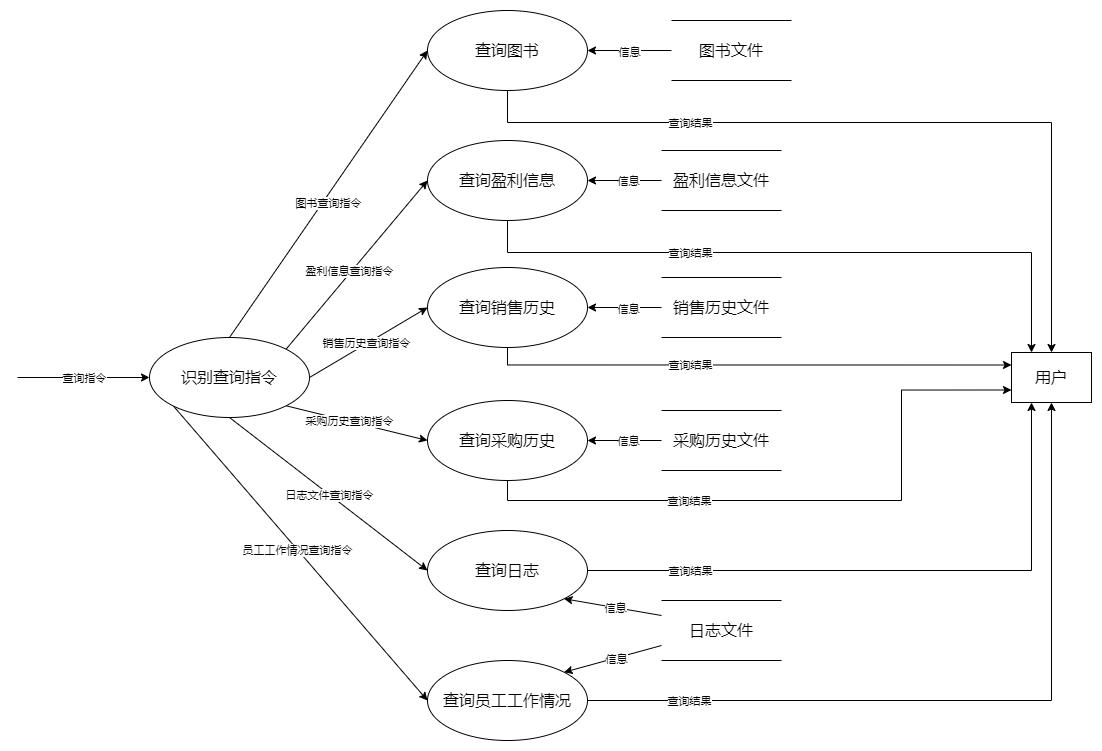 查询图书
信息
图书文件
查询结果
查询盈利信息
信息
盈利信息文件
图书查询指令
查询结果
盈利信息查询指令
查询销售历史
信息
销售历史文件
销售历史查询指令
查询结果
查询指令
识别查询指令
用户
采购历史查询指令
查询采购历史
信息
采购历史文件
日志文件查询指令
查询结果
员工工作情况查询指令
查询日志
查询结果
信息
日志文件
信息
查询员工工作情况
查询结果